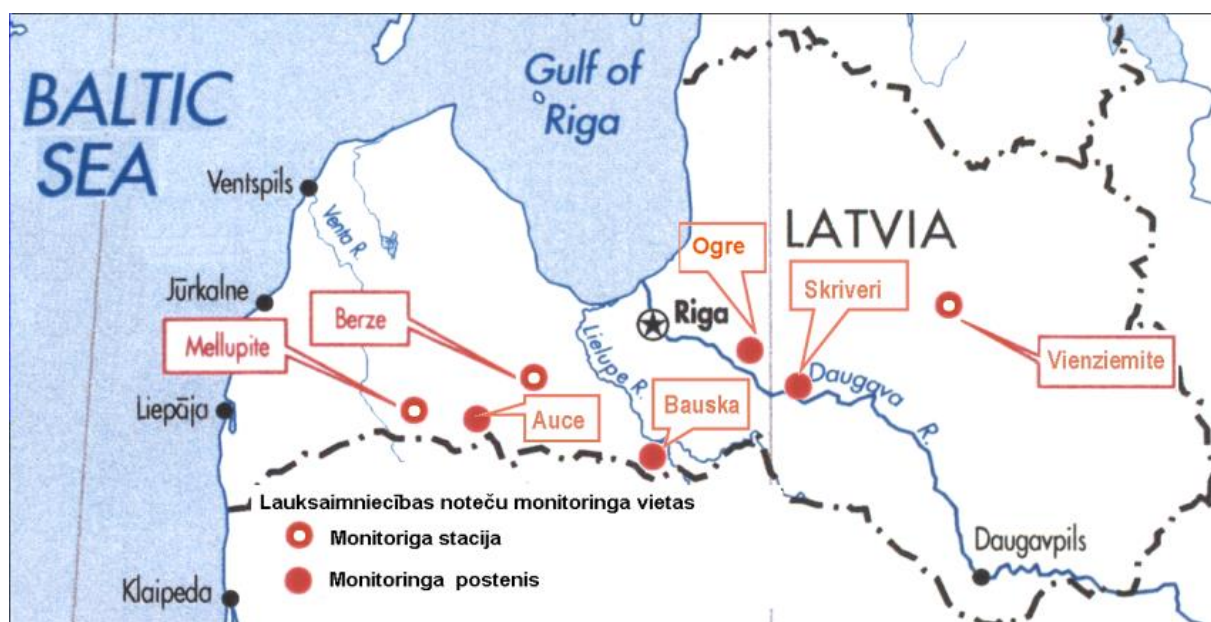 BALTIC
SEA
Gulf of
Riga
Ventspils
Venta R.
LATVIA
Ogre
Skriveri
Jūrkalne
Berze
Riga
Mellupite
Lielupe R.
Vienziemite
Daugava
R.
Liepāja
Auce
Bauska
Lauksaimniecības noteču monitoringa vietas
Monitoriga stacija
Daugavpils
Monitoringa postenis
Klaipeda